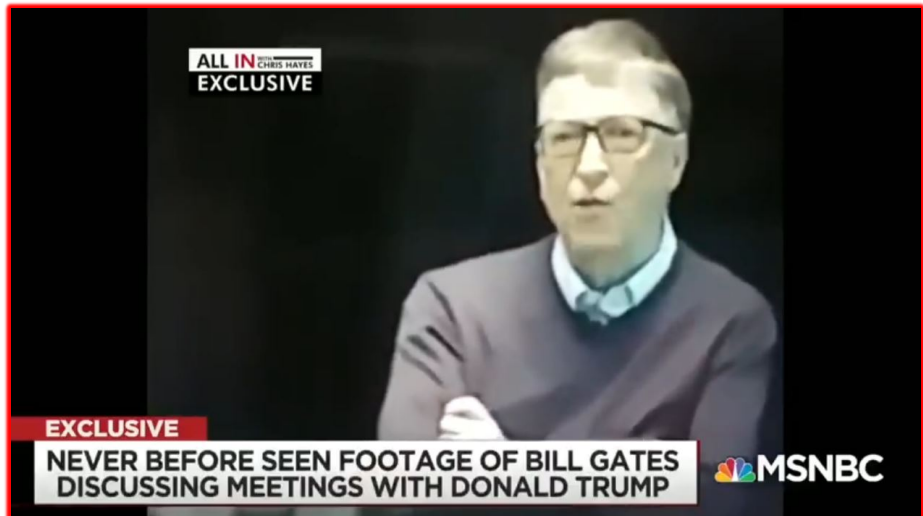 ALL IN WITH CHRIS HAYES
EXCLUSIVE
EXCLUSIVE
NEVER BEFORE SEEN FOOTAGE OF BILL GATES
DISCUSSING MEETINGS WITH DONALD TRUMP
MSNBC